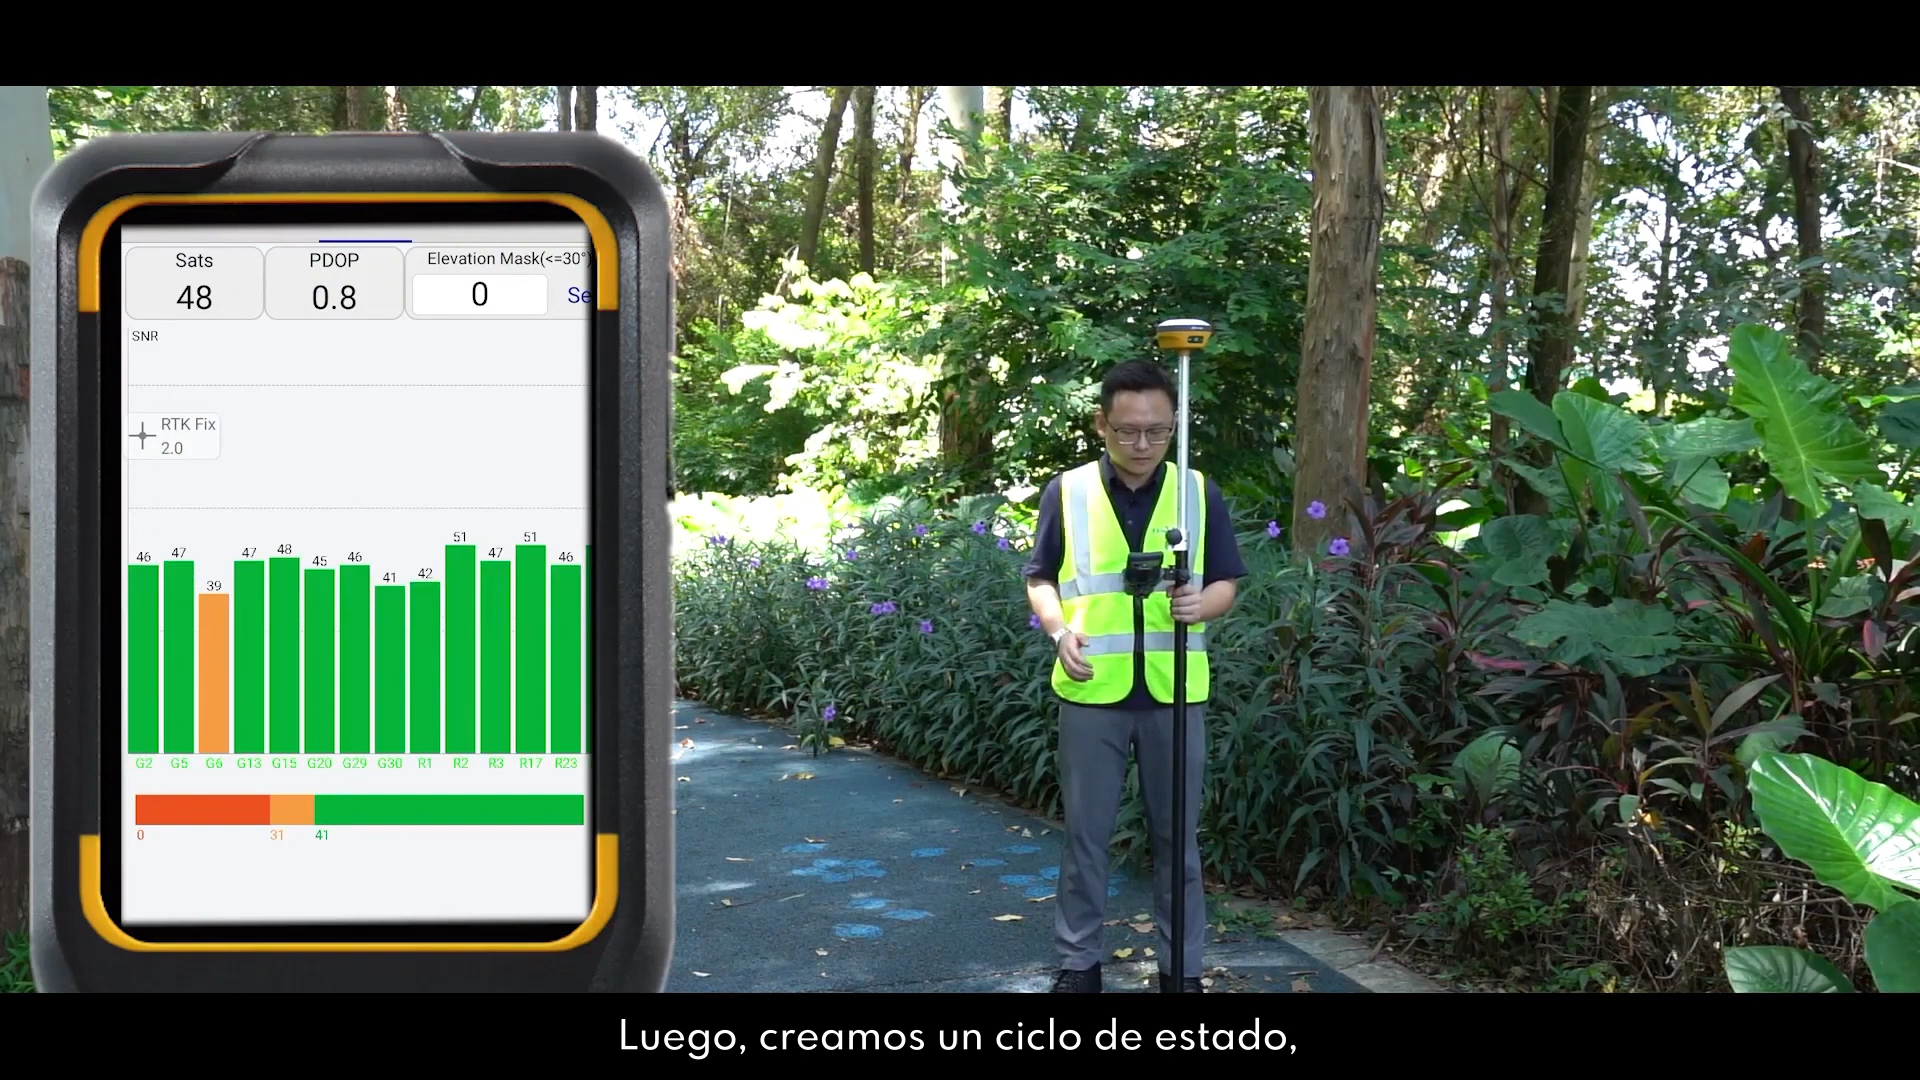 Sats
PDOP
Elevation Mask(<=30°)
48
0.8
0
Se
SNR
RTK Fix
2.0
46 47 39 47 48 45 46 41 42 51 47 51 46
G2 G5 G6 G13 G15 G20 G29 G30 R1 R2 R3 R17 R23
0 31 41
Luego, creamos un ciclo de estado,